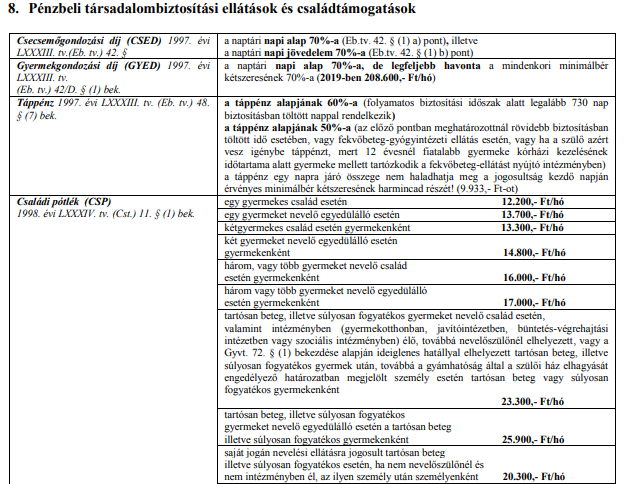 8. Pénzbeli társadalombiztosítási ellátások és családtámogatások
Csecsemőgondozási díj (CSED) 1997. évi
LXXXIII. tv.(Eb. tv.) 42. §
a naptári napi alap 70%-a (Eb.tv. 42. § (1) a) pont), illetve
a naptári napi jövedelem 70%-a (Eb.tv. 42. § (1) b) pont)
Gyermekgondozási díj (GYED) 1997. évi
LXXXIII. tv.
(Eb. tv.) 42/D. § (1) bek.
a naptári napi alap 70%-a, de legfeljebb havonta a mindenkori minimálbér
kétszeresének 70%-a (2019-ben 208.600,- Ft/hó)
Táppénz 1997. évi LXXXIII. tv. (Eb. tv.) 48.
§ (7) bek.
a táppénz alapjának 60%-a (folyamatos biztosítási időszak alatt legalább 730 nap
biztosításban töltött nappal rendelkezik)
a táppénz alapjának 50%-a (az előző pontban meghatározottnál rövidebb biztosításban
töltött idő esetében, vagy fekvőbeteg-gyógyintézeti ellátás esetén, vagy ha a szülő azért
vesz igénybe táppénzt, mert 12 évesnél fiatalabb gyermeke kórházi kezelésének
időtartama alatt gyermeke mellett tartózkodik a fekvőbeteg-ellátást nyújtó intézményben)
a táppénz egy napra járó összege nem haladhatja meg a jogosultság kezdő napján
érvényes minimálbér kétszeresének harmincad részét! (9.933,- Ft-ot)
Családi pótlék (CSP)
1998. évi LXXXIV. tv. (Cst.) 11. § (1) bek.
egy gyermekes család esetén 12.200,- Ft/hó
egy gyermeket nevelő egyedülálló esetén 13.700,- Ft/hó
kétgyermekes család esetén gyermekenként 13.300,- Ft/hó
két gyermeket nevelő egyedülálló esetén
gyermekenként 14.800,- Ft/hó
három, vagy több gyermeket nevelő család
esetén gyermekenként 16.000,- Ft/hó
három vagy több gyermeket nevelő egyedülálló
esetén gyermekenként 17.000,- Ft/hó
tartósan beteg, illetve súlyosan fogyatékos gyermeket nevelő család esetén,
valamint intézményben (gyermekotthonban, javítóintézetben, büntetés-végrehajtási
intézetben vagy szociális intézményben) élő, továbbá nevelőszülőnél elhelyezett, vagy a
Gyvt. 72. § (1) bekezdése alapján ideiglenes hatállyal elhelyezett tartósan beteg, illetve
súlyosan fogyatékos gyermek után, továbbá a gyámhatóság által a szülői ház elhagyását
engedélyező határozatban megjelölt személy esetén tartósan beteg vagy súlyosan
fogyatékos gyermekenként
23.300,- Ft/hó
tartósan beteg, illetve súlyosan fogyatékos
gyermeket nevelő egyedülálló esetén a tartósan beteg
illetve súlyosan fogyatékos gyermekenként 25.900,- Ft/hó
saját jogán nevelési ellátásra jogosult tartósan beteg
illetve súlyosan fogyatékos esetén, ha nem nevelőszülőnél és
nem intézményben él, az ilyen személy után személyenként 20.300,- Ft/hó